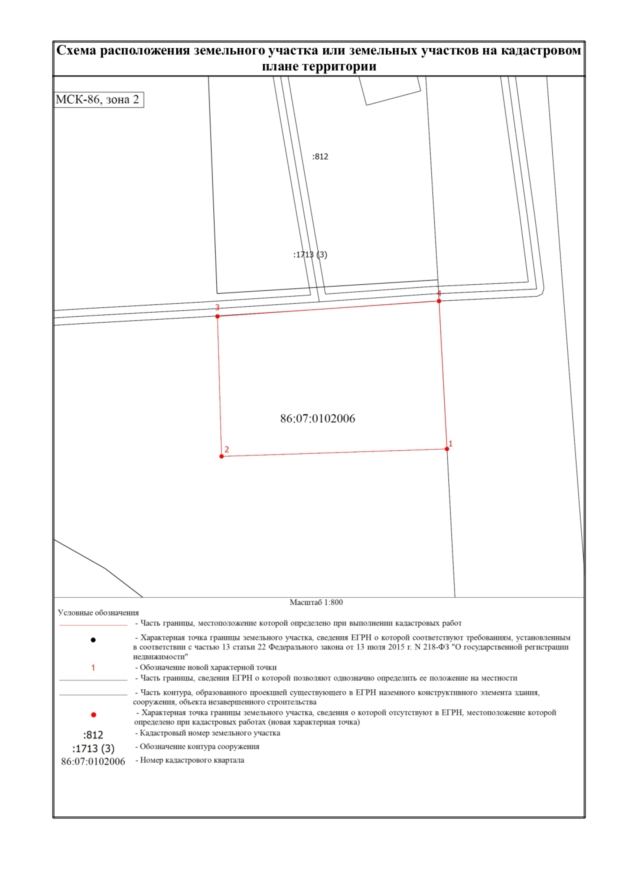 Схема расположения земельного участка или земельных участков на кадастровом
плане территории
МСК-86, зона 2
:812
:1713 (3)
3
4
86:07:0102006
1
2
Масштаб 1:800
Условные обозначения
- Часть границы, местоположение которой определено при выполнении кадастровых работ
- Характерная точка границы земельного участка, сведения ЕГРН о которой соответствуют требованиям, установленным
в соответствии с частью 13 статьи 22 Федерального закона от 13 июля 2015 г. N 218-ФЗ "О государственной регистрации
недвижимости"
1 - Обозначение новой характерной точки
- Часть границы, сведения ЕГРН о которой позволяют однозначно определить ее положение на местности
- Часть контура, образованного проекцией существующего в ЕГРН наземного конструктивного элемента здания,
сооружения, объекта незавершенного строительства
- Характерная точка границы земельного участка, сведения о которой отсутствуют в ЕГРН, местоположение которой
определено при кадастровых работах (новая характерная точка)
:812 - Кадастровый номер земельного участка
:1713 (3) - Обозначение контура сооружения
86:07:0102006 - Номер кадастрового квартала